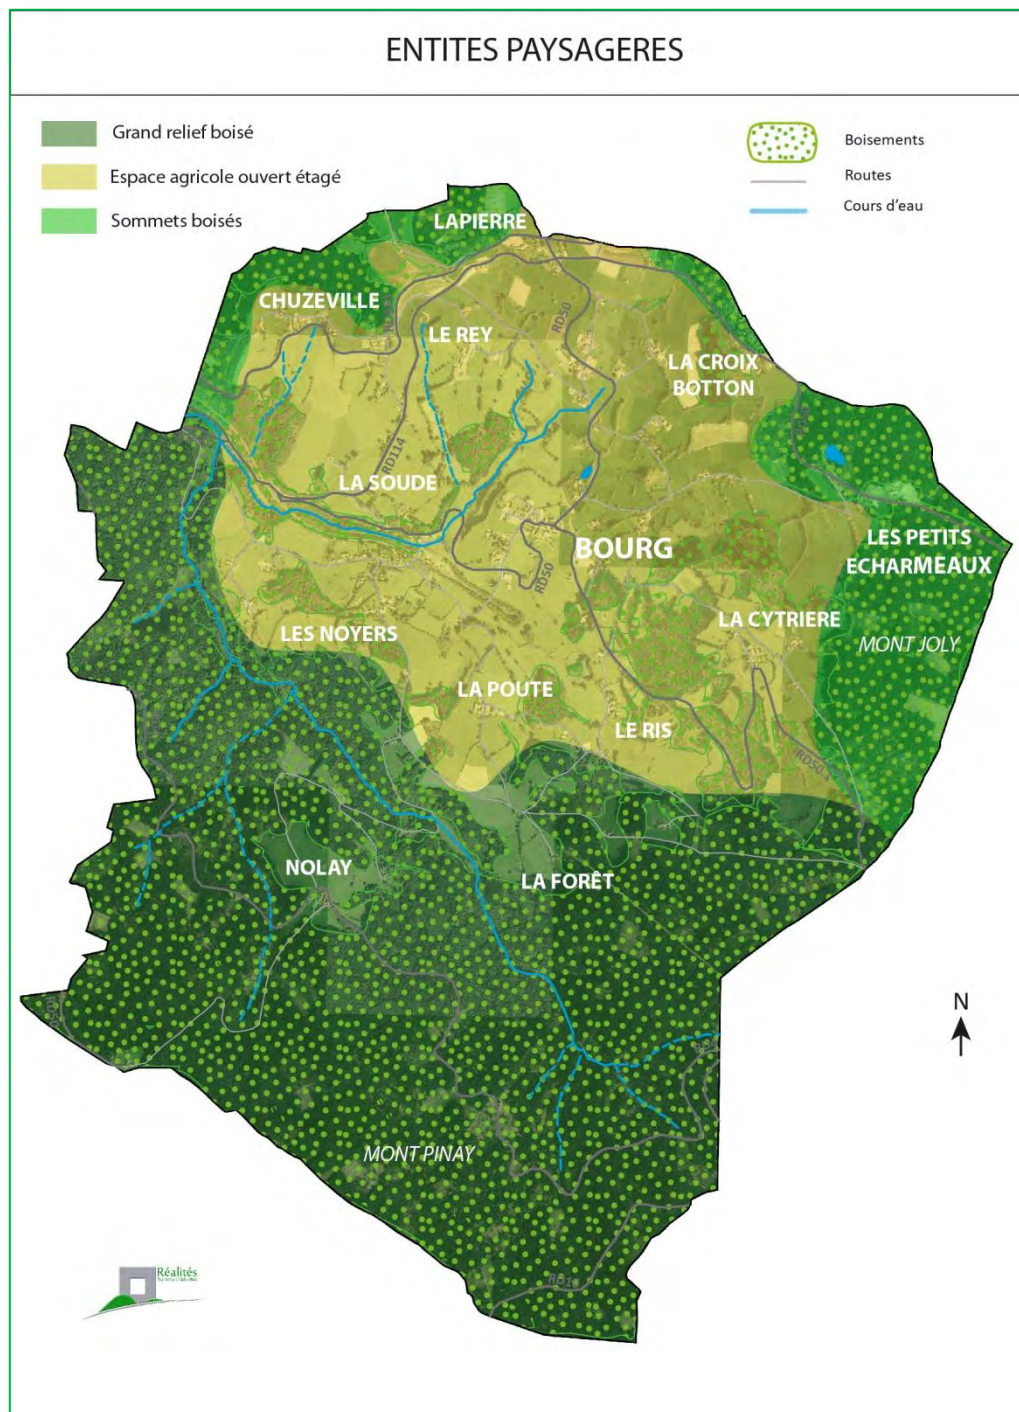 ENTITES PAYSAGERES
Grand relief boisé
Espace agricole ouvert étagé
Sommets boisés
Boisements
Routes
Cours d'eau
LAPIERRE
CHUZEVILLE
LE REY
RD50
LA CROIX
BOTTON
RD114
LA SOUDE
BOURG
RD50
LES PETITS
ECHARMEAUX
LES NOYERS
LA CYTRIERE
MONT JOLY
LA POUTE
LE RIS
RD50.1
NOLAY
LA FORÊT
N
MONT PINAY
Réalités